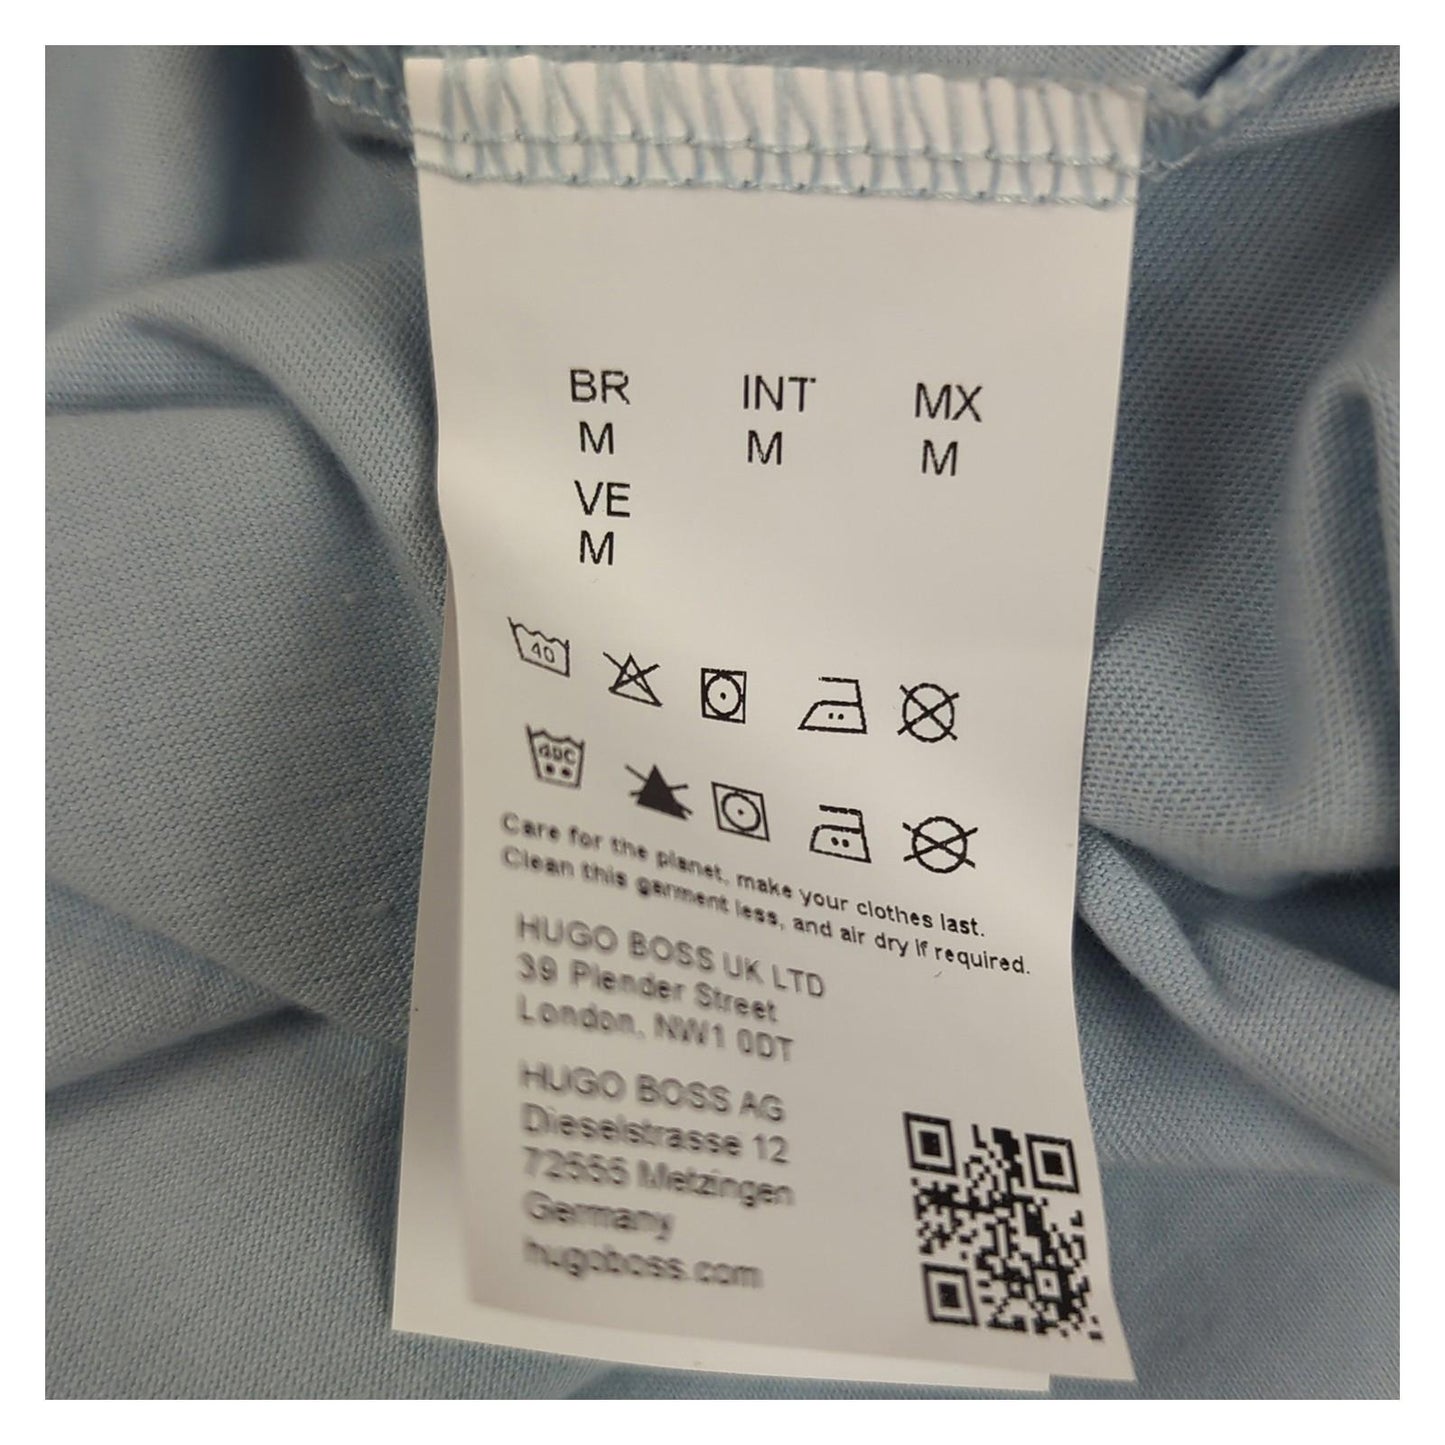 BR INT MX
M M M
VE
M
40
40C
Care for the planet, make your clothes last.
Clean this garment less, and air dry if required.
HUGO BOSS UK LTD
39 Plender Street
London, NW1 0DT
HUGO BOSS AG
Dieselstrasse 12
72555 Metzingen
Germany
hugoboss.com